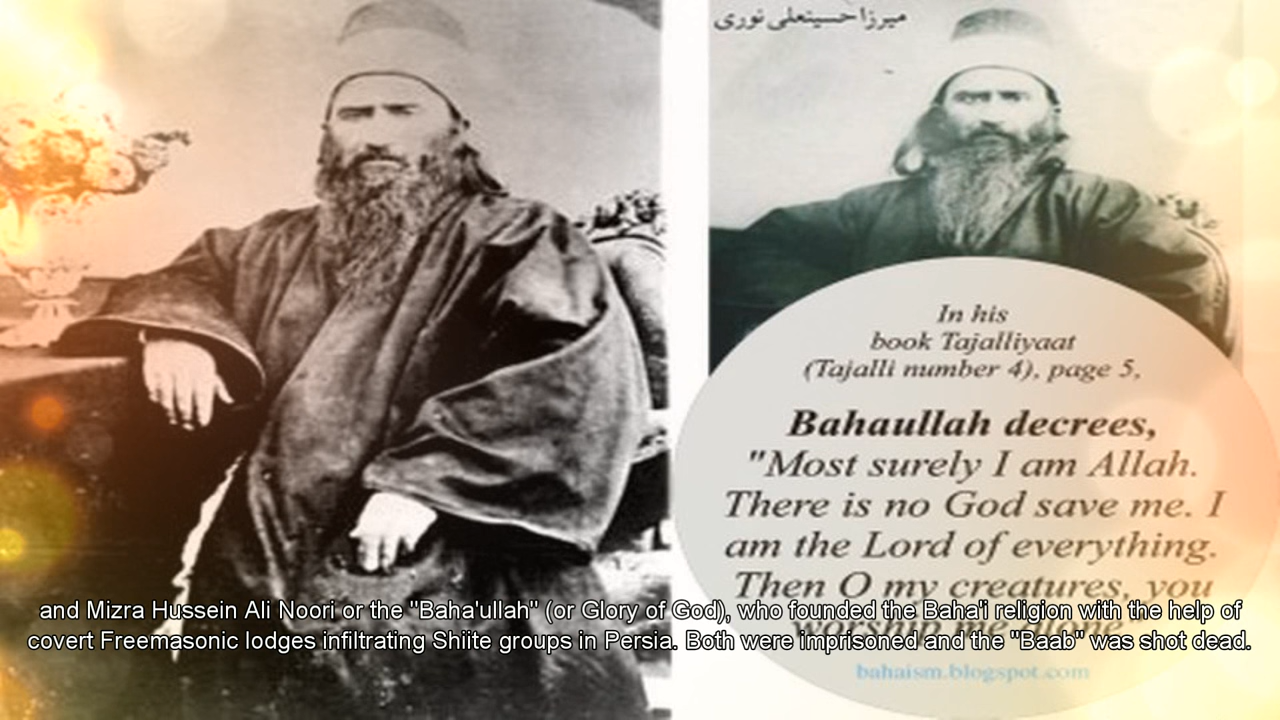 میرزا حسینعلی نوری
In his
book Tajalliyaat
(Tajalli number 4), page 5,
Bahaullah decrees,
"Most surely I am Allah.
There is no God save me. I
am the Lord of everything.
Then O my creatures, you
and Mizra Hussein Ali Noori or the "Baha'ullah" (or Glory of God), who founded the Baha'i religion with the help of
covert Freemasonic lodges infiltrating Shiite groups in Persia. Both were imprisoned and the "Baab" was shot dead.
bahaism.blogspot.com